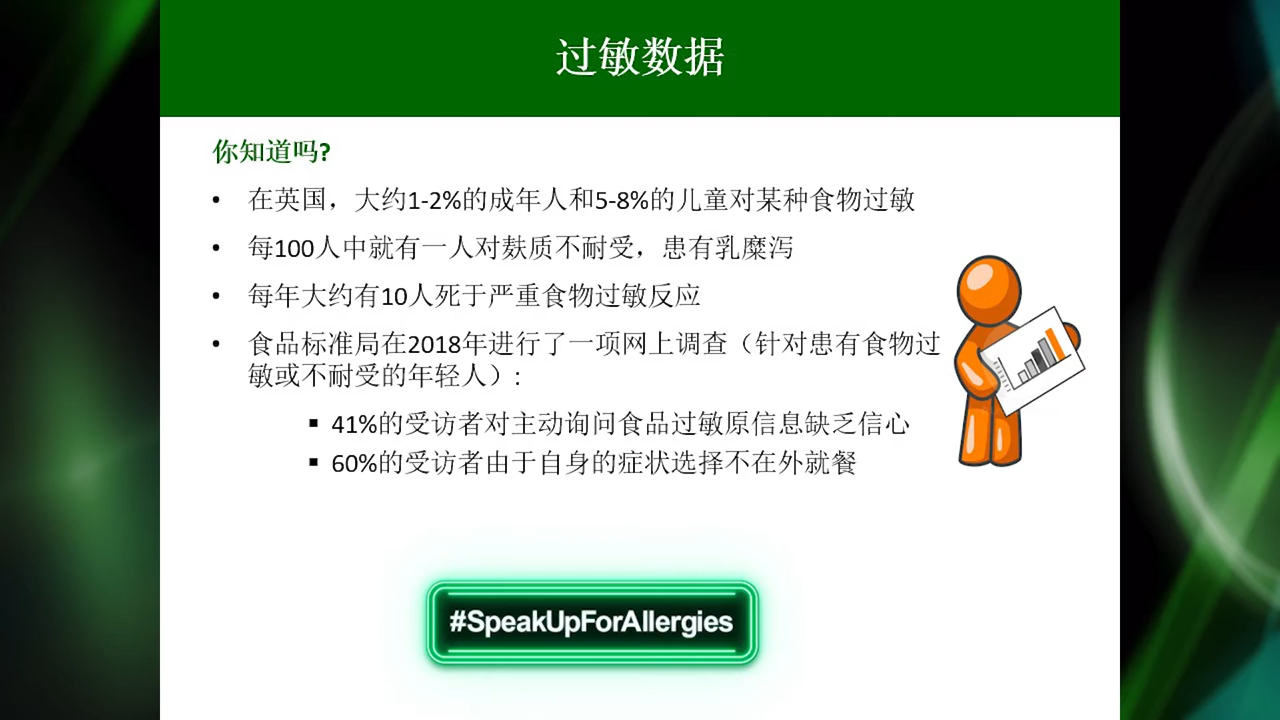 过敏数据
你知道吗?
• 在英国，大约1-2%的成年人和5-8%的儿童对某种食物过敏
• 每100人中就有一人对麸质不耐受，患有乳糜泻
• 每年大约有10人死于严重食物过敏反应
• 食品标准局在2018年进行了一项网上调查（针对患有食物过
敏或不耐受的年轻人）:
▪ 41%的受访者对主动询问食品过敏原信息缺乏信心
▪ 60%的受访者由于自身的症状选择不在外就餐
#SpeakUpForAllergies